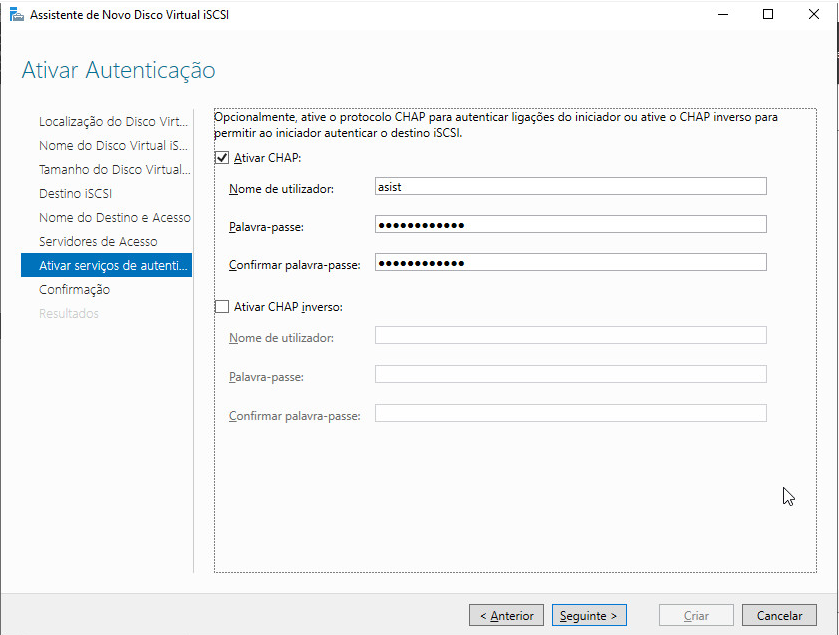 Assistente de Novo Disco Virtual iSCSI
Ativar Autenticação
Localização do Disco Virt...
Nome do Disco Virtual iS...
Tamanho do Disco Virtual...
Destino iSCSI
Nome do Destino e Acesso
Servidores de Acesso
Ativar serviços de autenti...
Confirmação
Resultados
Opcionalmente, ative o protocolo CHAP para autenticar ligações do iniciador ou ative o CHAP inverso para
permitir ao iniciador autenticar o destino iSCSI.
Ativar CHAP:
Nome de utilizador: asist
Palavra-passe: ●●●●●●●●●●●●
Confirmar palavra-passe: ●●●●●●●●●●●●
Ativar CHAP inverso:
Nome de utilizador:
Palavra-passe:
Confirmar palavra-passe:
< Anterior Seguinte > Criar Cancelar